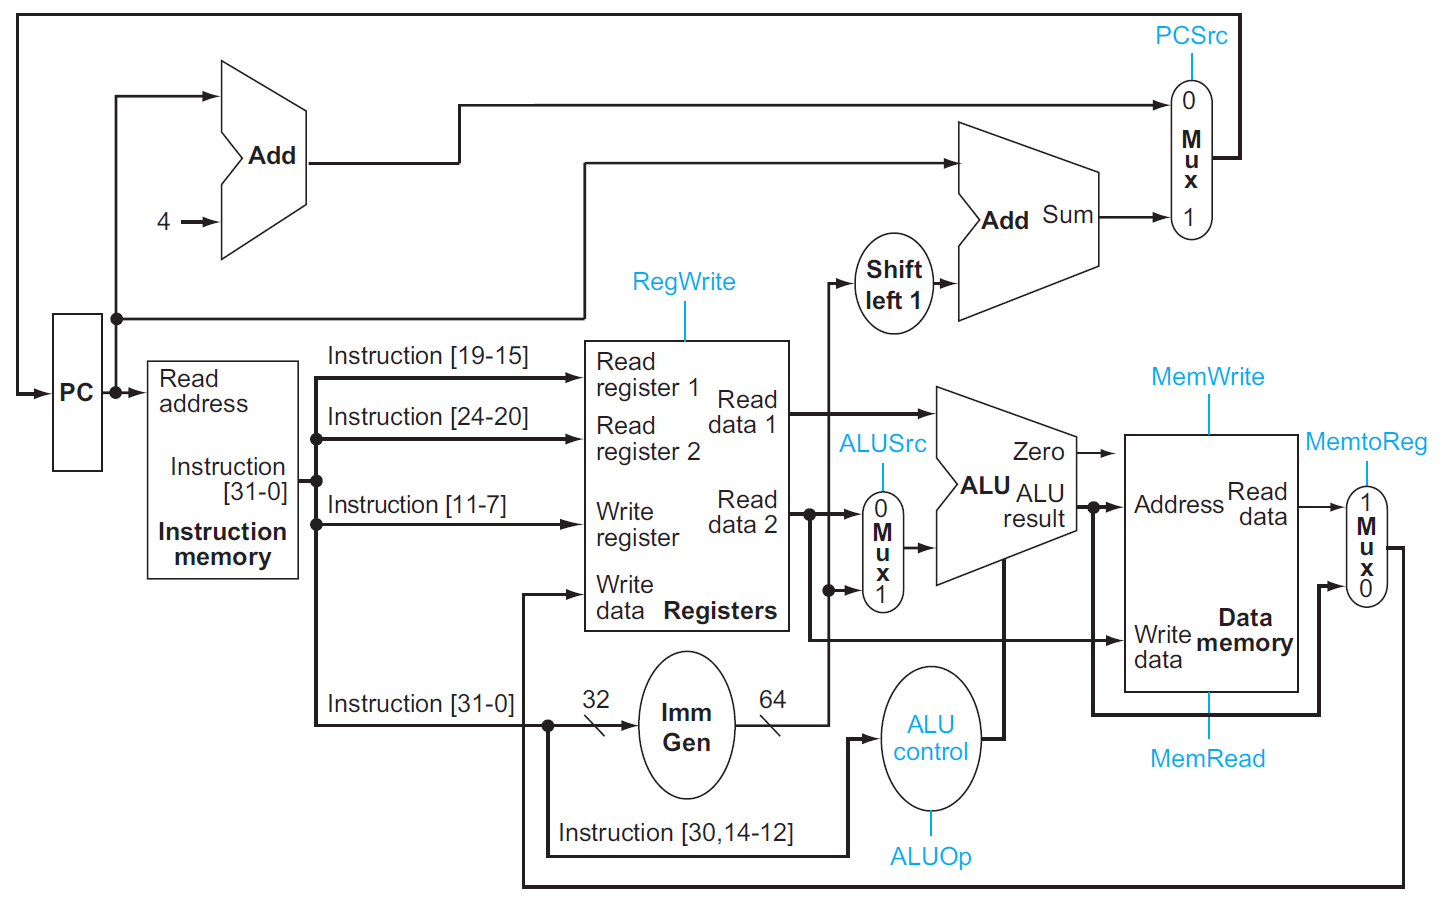 PCSrc
0
M
u
x
1
Add
4
Add Sum
Shift
left 1
RegWrite
PC
Read
address
Instruction
[31-0]
Instruction
memory
Instruction [19-15]
Instruction [24-20]
Instruction [11-7]
Instruction [31-0]
Read
register 1
Read
register 2
Write
register
Write
data
Read
data 1
Read
data 2
Registers
ALUSrc
0
M
u
x
1
Zero
ALU
ALU
result
MemWrite
Address
Read
data
Write
data
Data
memory
MemRead
MemtoReg
1
M
u
x
0
32
Imm
Gen
64
ALU
control
Instruction [30,14-12]
ALUOp